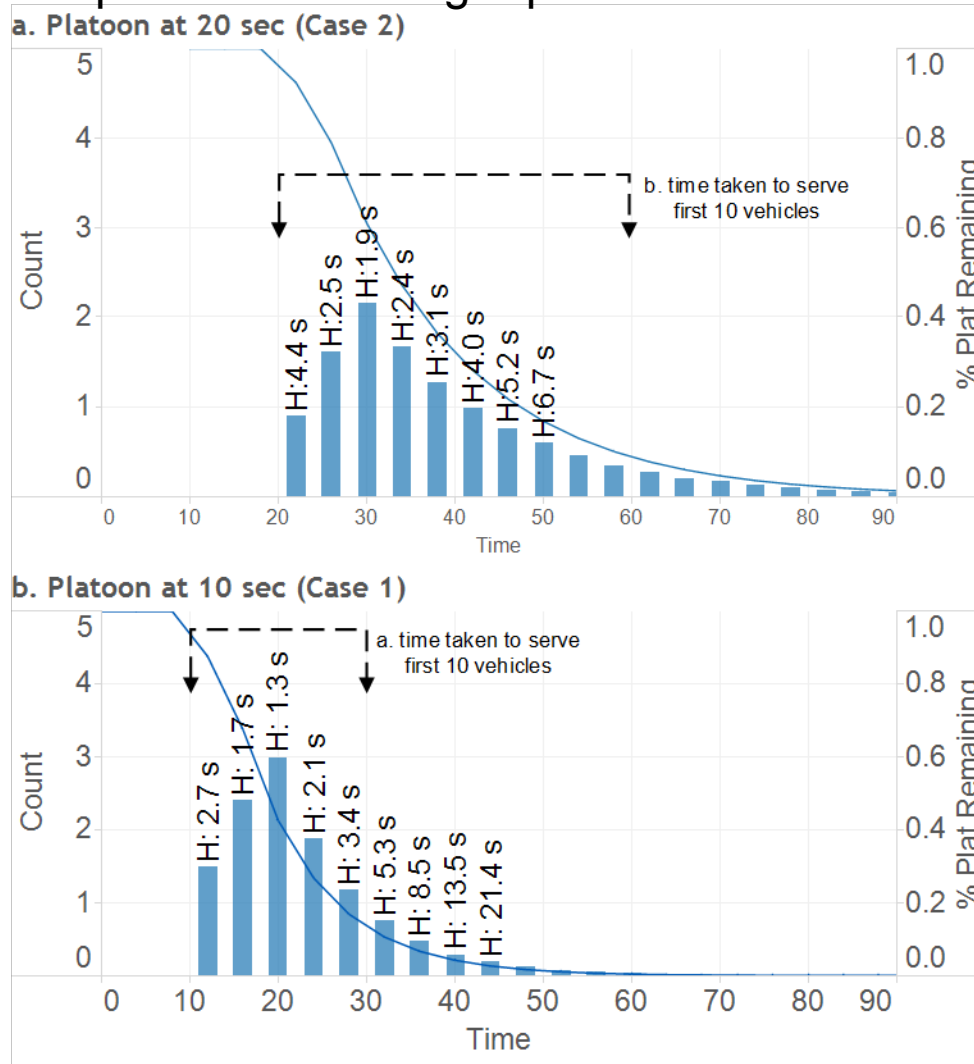 a. Platoon at 20 sec (Case 2)
5
4
3
2
1
0
Count
1.0
0.8
0.6
0.4
0.2
0.0
% Plat Remaining
b. time taken to serve
first 10 vehicles
H:4.4 s
H:2.5 s
H:1.9 s
H:2.4 s
H:3.1 s
H:4.0 s
H:5.2 s
H:6.7 s
0 10 20 30 40 50 60 70 80 90
Time
b. Platoon at 10 sec (Case 1)
5
4
3
2
1
0
Count
1.0
0.8
0.6
0.4
0.2
0.0
% Plat Remaining
a. time taken to serve
first 10 vehicles
H: 2.7 s
H: 1.7 s
H: 1.3 s
H: 2.1 s
H: 3.4 s
H: 5.3 s
H: 8.5 s
H: 13.5 s
H: 21.4 s
0 10 20 30 40 50 60 70 80 90
Time